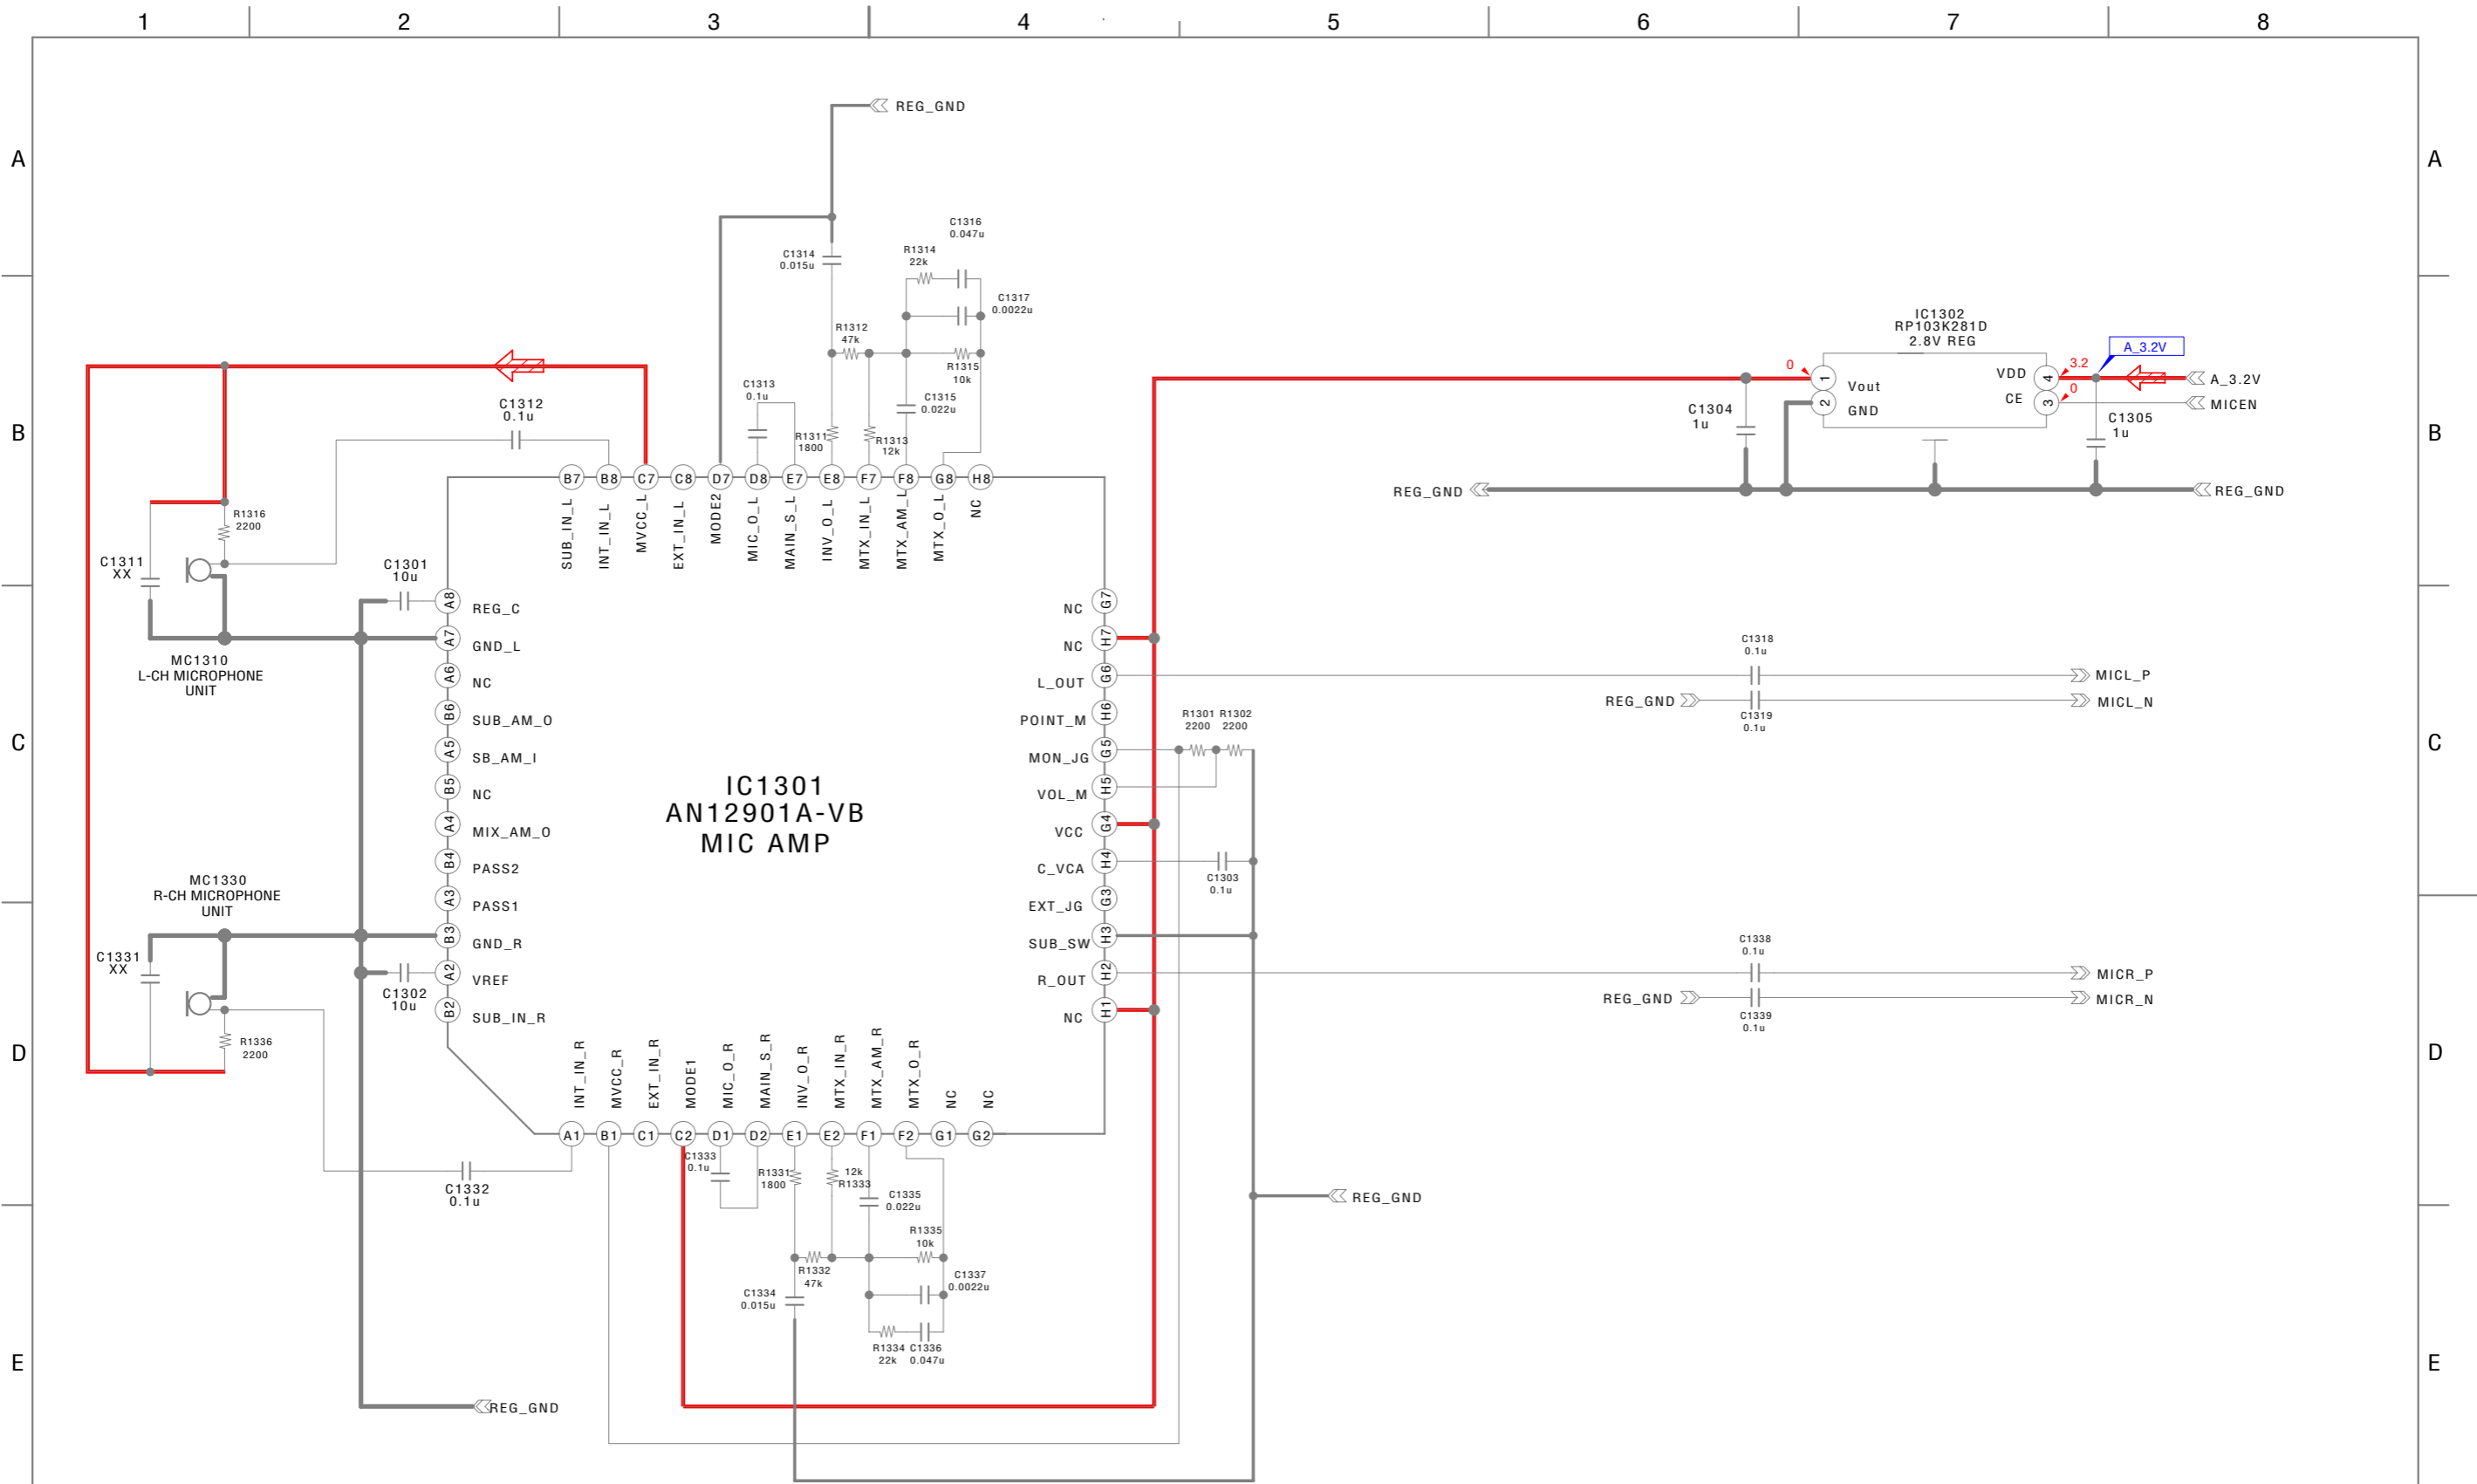 1 2 3 4 5 6 7 8
A A
B B
C C
D D
E E
REG_GND
C1314
0.015u
R1314
22k
C1316
0.047u
C1317
0.0022u
R1312
47k
R1315
10k
C1313
0.1u
C1315
0.022u
R1311
1800
R1313
12k
C1312
0.1u
IC1302
RP103K281D
2.8V REG
A_3.2V
0
3.2
0
1
Vout
2
GND
VDD
4
CE
3
A_3.2V
MICEN
C1304
1u
C1305
1u
REG_GND
REG_GND
B7 B8 C7 C8 D7 D8 E7 E8 F7 F8 G8 H8
SUB_IN_L
INT_IN_L
MVCC_L
EXT_IN_L
MODE2
MIC_O_L
MAIN_S_L
INV_O_L
MTX_IN_L
MTX_AM_L
MTX_O_L
NC
R1316
2200
C1311
XX
MC1310
L-CH MICROPHONE
UNIT
C1301
10u
A8 REG_C
A7 GND_L
A6 NC
B6 SUB_AM_O
A5 SB_AM_I
B5 NC
A4 MIX_AM_O
B4 PASS2
A3 PASS1
B3 GND_R
A2 VREF
B2 SUB_IN_R
IC1301
AN12901A-VB
MIC AMP
NC G7
NC H7
L_OUT G6
POINT_M H6
MON_JG G5
VOL_M H5
VCC G4
C_VCA H4
EXT_JG G3
SUB_SW H3
R_OUT H2
NC H1
R1301
2200
R1302
2200
C1303
0.1u
C1318
0.1u
MICL_P
REG_GND
MICL_N
C1319
0.1u
C1338
0.1u
MICR_P
REG_GND
MICR_N
C1339
0.1u
MC1330
R-CH MICROPHONE
UNIT
C1331
XX
C1302
10u
R1336
2200
C1332
0.1u
INT_IN_R
MVCC_R
EXT_IN_R
MODE1
MIC_O_R
MAIN_S_R
INV_O_R
MTX_IN_R
MTX_AM_R
MTX_O_R
NC
NC
A1 B1 C1 C2 D1 D2 E1 E2 F1 F2 G1 G2
C1333
0.1u
R1331
1800
12k
R1333
C1335
0.022u
R1335
10k
R1332
47k
C1337
0.0022u
C1334
0.015u
R1334
22k
C1336
0.047u
REG_GND
REG_GND